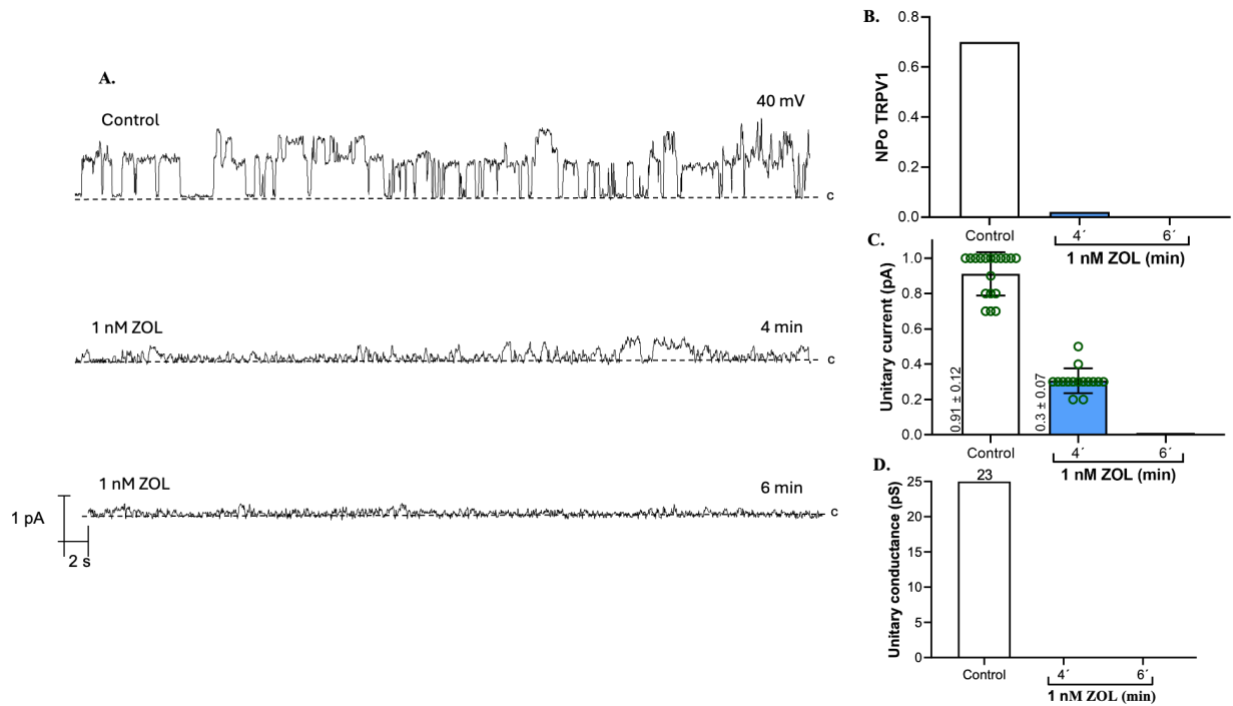 A.
Control
40 mV
c
1 nM ZOL
4 min
c
1 nM ZOL
6 min
c
1 pA
2 s
B.
NPo TRPV1
0.8
0.6
0.4
0.2
0.0
Control
4´
6´
1 nM ZOL (min)
C.
Unitary current (pA)
1.0
0.8
0.6
0.4
0.2
0.0
0.91 ± 0.12
0.3 ± 0.07
Control
4´
6´
1 nM ZOL (min)
D.
Unitary conductance (pS)
25
20
15
10
5
0
23
Control
4´
6´
1 nM ZOL (min)